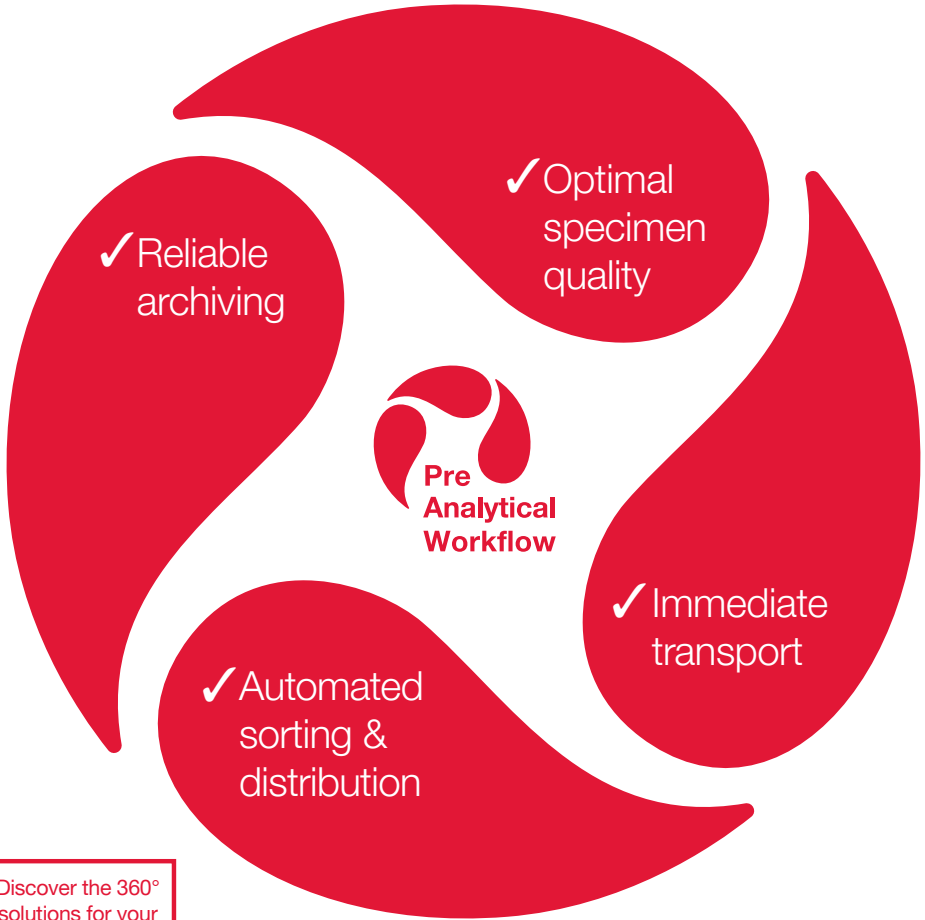 ✓Optimal
specimen
quality
✓Reliable
archiving
Pre
Analytical
Workflow
✓Immediate
transport
✓Automated
sorting &
distribution
Discover the 360°
solutions for your